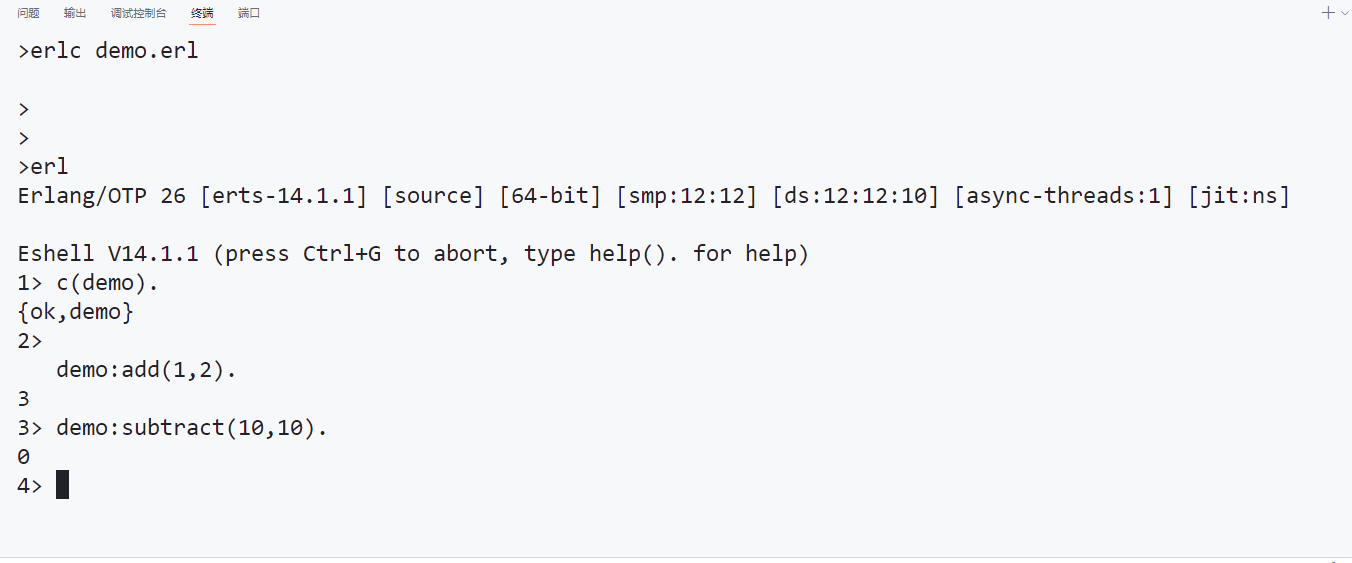 问题 输出 调试控制台 终端 端口
>erlc demo.erl
>
>
>erl
Erlang/OTP 26 [erts-14.1.1] [source] [64-bit] [smp:12:12] [ds:12:12:10] [async-threads:1] [jit:ns]
Eshell V14.1.1 (press Ctrl+G to abort, type help(). for help)
1> c(demo).
{ok,demo}
2>
demo:add(1,2).
3
3> demo:subtract(10,10).
0
4>